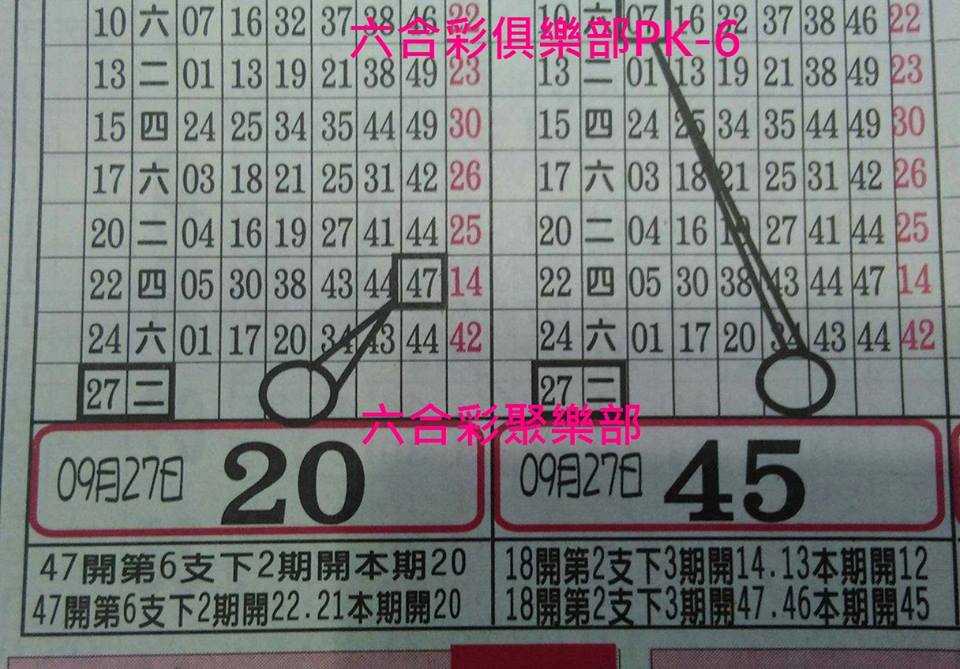 10 六 07 16 32 37 38 46 22 10 六 07 16 32 37 38 46 22
六合彩俱樂部PK-6
13 二 01 13 19 21 38 49 23 13 二 01 13 19 21 38 49 23
15 四 24 25 34 35 44 49 30 15 四 24 25 34 35 44 49 30
17 六 03 18 21 25 31 42 26 17 六 03 18 21 25 31 42 26
20 二 04 16 19 27 41 44 25 20 二 04 16 19 27 41 44 25
22 四 05 30 38 43 44 47 14 22 四 05 30 38 43 44 47 14
24 六 01 17 20 34 43 44 42 24 六 01 17 20 34 43 44 42
27 二 27 二
六合彩聚樂部
09月27日 20 09月27日 45
47開第6支下2期開本期20 18開第2支下3期開14.13本期開12
47開第6支下2期開22.21本期開20 18開第2支下3期開47.46本期開45